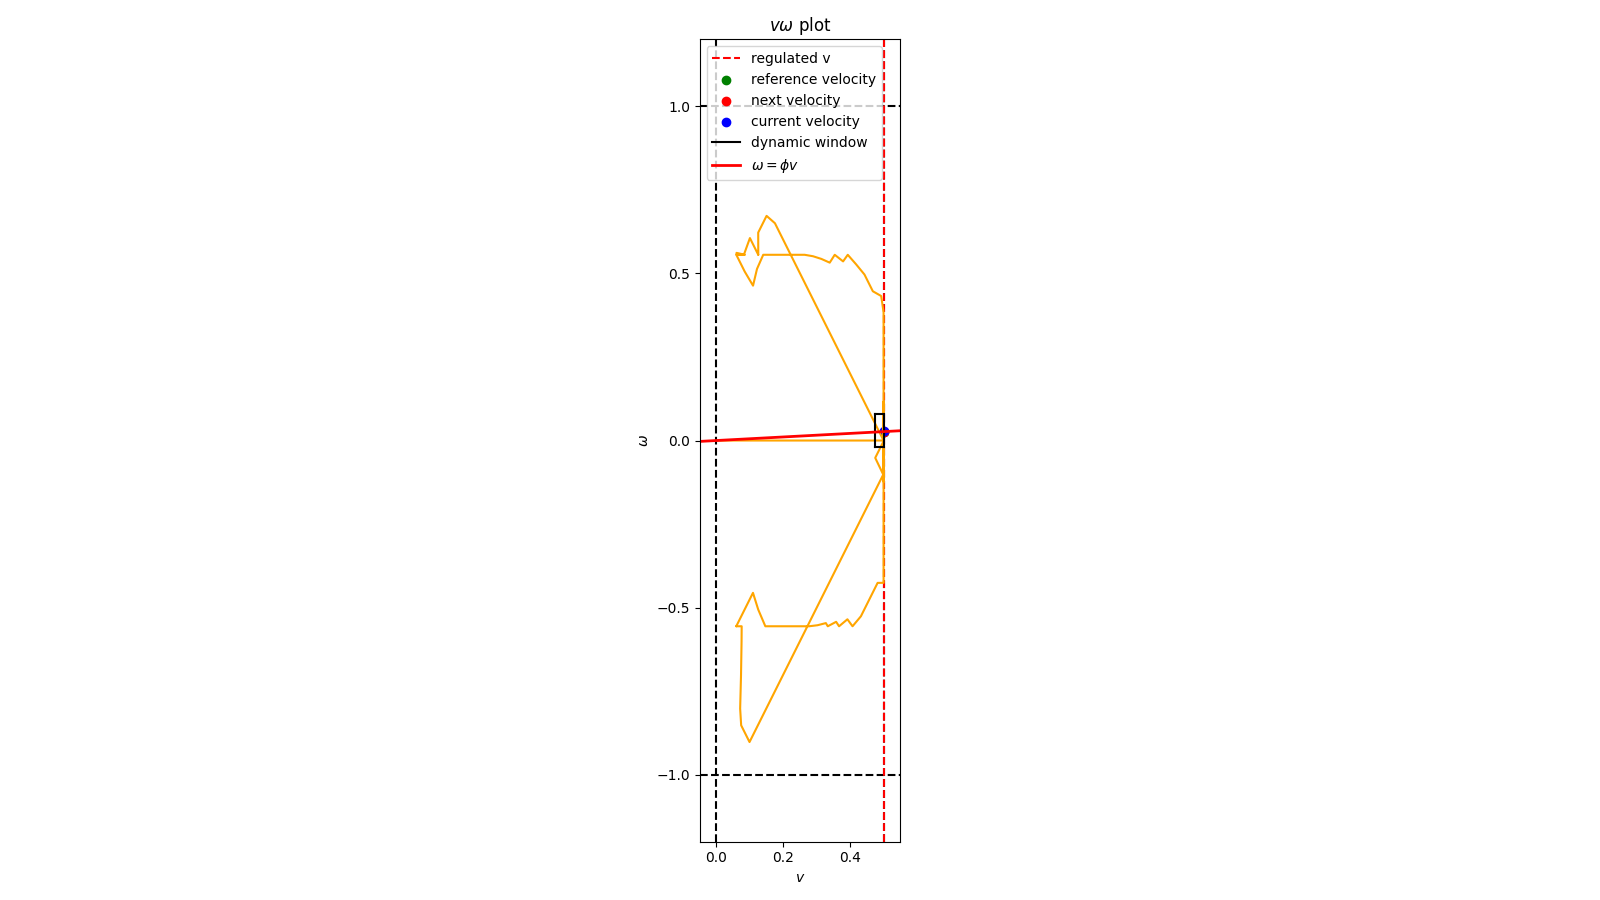 vω plot
regulated v
reference velocity
next velocity
current velocity
dynamic window
ω = ϕv
1.0
0.5
0.0
−0.5
−1.0
ω
0.0 0.2 0.4
v